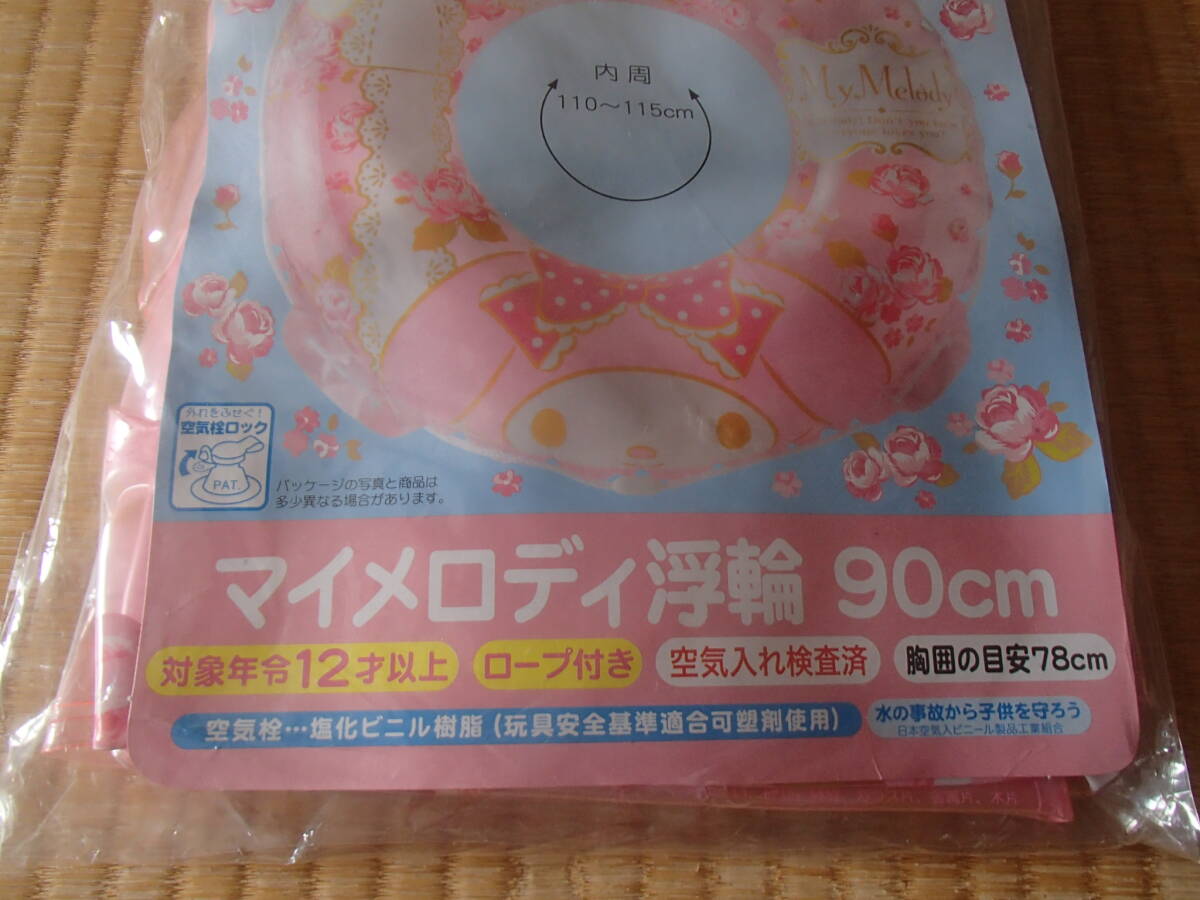 内周
110〜115cm
My Melody
外れをふせぐ！
空気栓ロック
PAT.
パッケージの写真と商品は
多少異なる場合があります。
マイメロディ浮輪 90cm
対象年令12才以上
ロープ付き
空気入れ検査済
胸囲の目安78cm
空気栓…塩化ビニル樹脂（玩具安全基準適合可塑剤使用）
水の事故から子供を守ろう
日本空気入ビニール製品工業組合